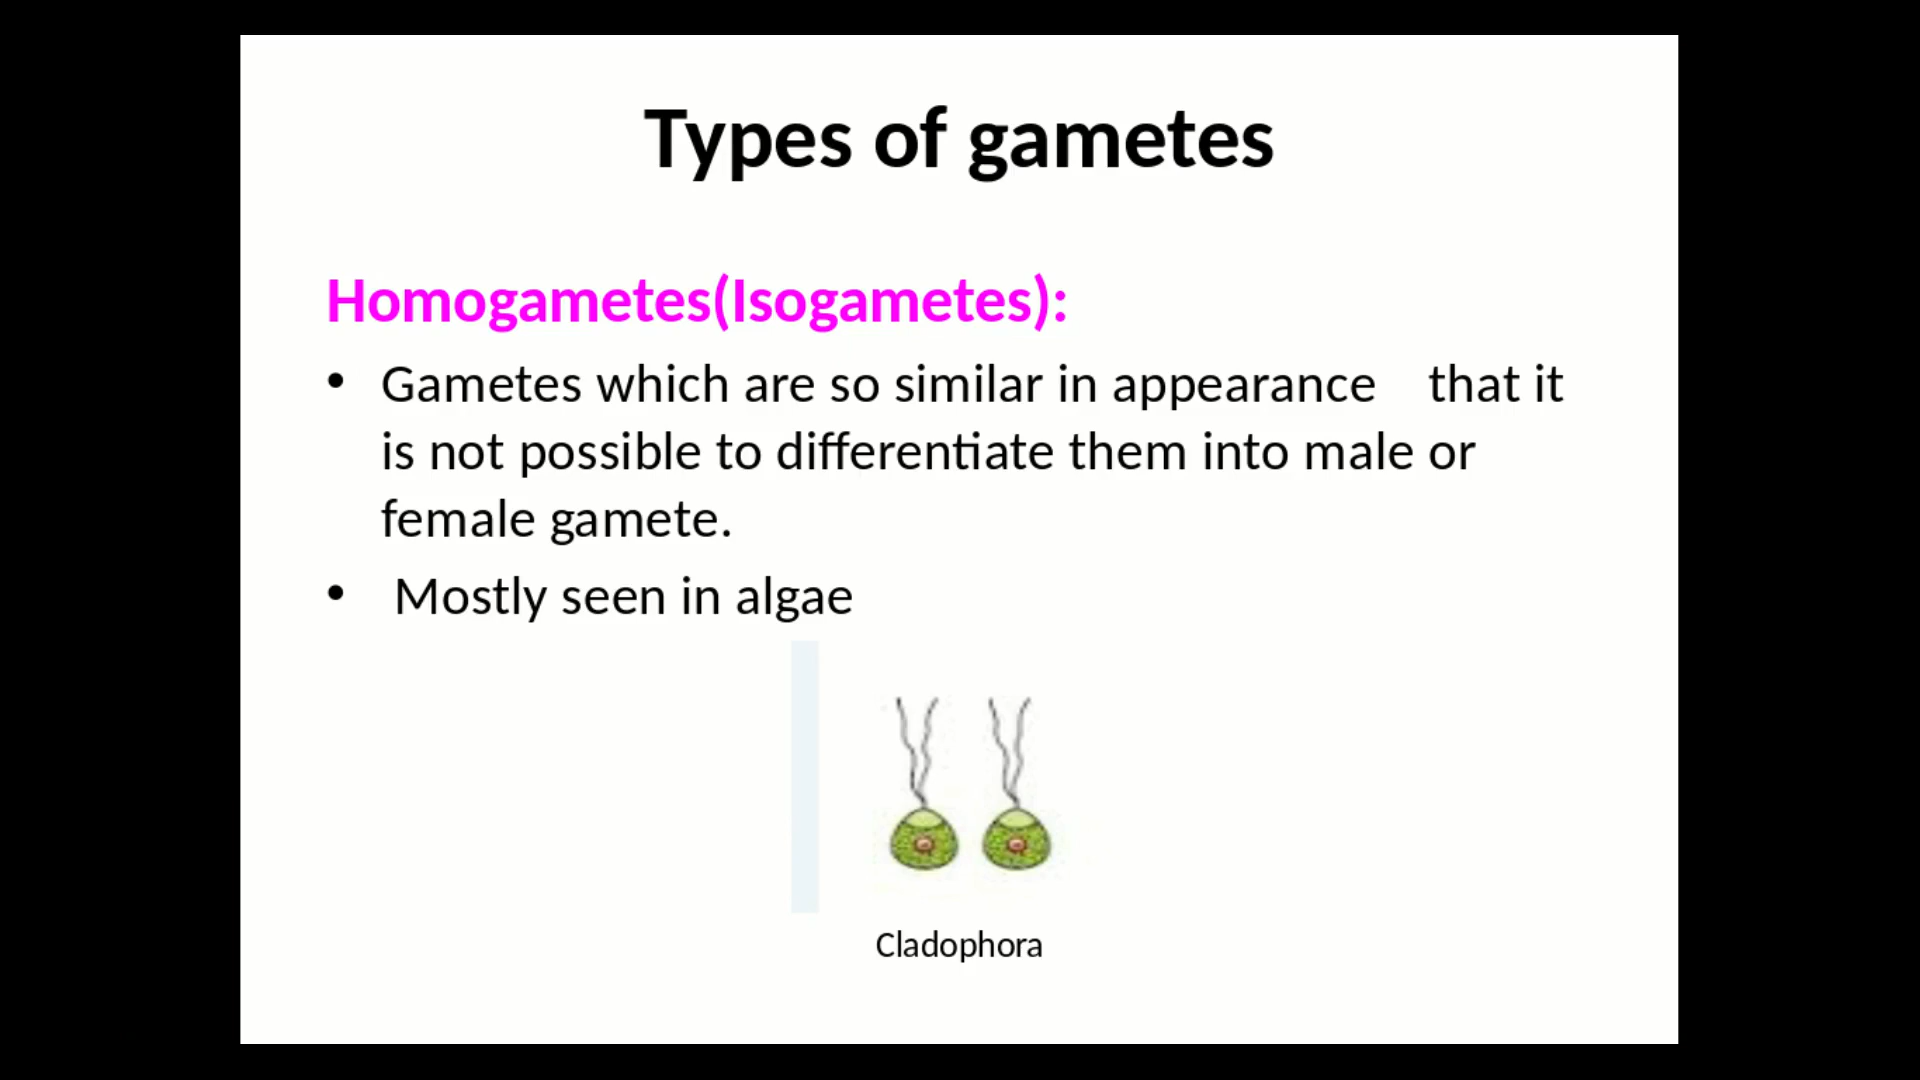 Types of gametes
Homogametes(Isogametes):
• Gametes which are so similar in appearance that it
is not possible to differentiate them into male or
female gamete.
• Mostly seen in algae
Cladophora